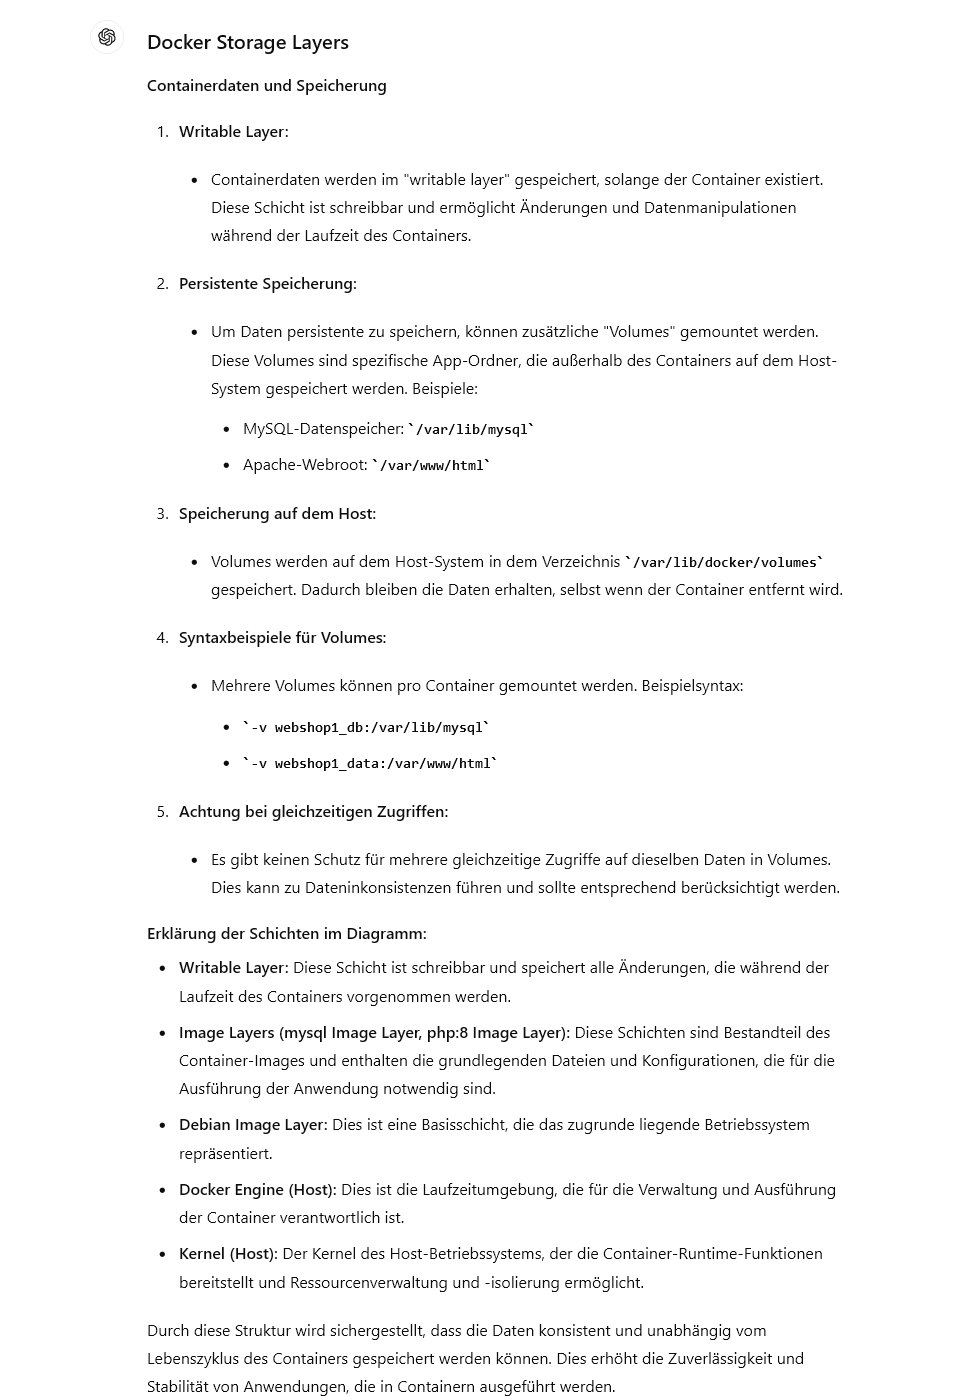 Docker Storage Layers
Containerdaten und Speicherung
1. Writable Layer:
• Containerdaten werden im "writable layer" gespeichert, solange der Container existiert.
Diese Schicht ist schreibbar und ermöglicht Änderungen und Datenmanipulationen
während der Laufzeit des Containers.
2. Persistente Speicherung:
• Um Daten persistente zu speichern, können zusätzliche "Volumes" gemountet werden.
Diese Volumes sind spezifische App-Ordner, die außerhalb des Containers auf dem Host-
System gespeichert werden. Beispiele:
• MySQL-Datenspeicher: `/var/lib/mysql`
• Apache-Webroot: `/var/www/html`
3. Speicherung auf dem Host:
• Volumes werden auf dem Host-System in dem Verzeichnis `/var/lib/docker/volumes`
gespeichert. Dadurch bleiben die Daten erhalten, selbst wenn der Container entfernt wird.
4. Syntaxbeispiele für Volumes:
• Mehrere Volumes können pro Container gemountet werden. Beispielsyntax:
• `-v webshop1_db:/var/lib/mysql`
• `-v webshop1_data:/var/www/html`
5. Achtung bei gleichzeitigen Zugriffen:
• Es gibt keinen Schutz für mehrere gleichzeitige Zugriffe auf dieselben Daten in Volumes.
Dies kann zu Dateninkonsistenzen führen und sollte entsprechend berücksichtigt werden.
Erklärung der Schichten im Diagramm:
• Writable Layer: Diese Schicht ist schreibbar und speichert alle Änderungen, die während der
Laufzeit des Containers vorgenommen werden.
• Image Layers (mysql Image Layer, php:8 Image Layer): Diese Schichten sind Bestandteil des
Container-Images und enthalten die grundlegenden Dateien und Konfigurationen, die für die
Ausführung der Anwendung notwendig sind.
• Debian Image Layer: Dies ist eine Basisschicht, die das zugrunde liegende Betriebssystem
repräsentiert.
• Docker Engine (Host): Dies ist die Laufzeitumgebung, die für die Verwaltung und Ausführung
der Container verantwortlich ist.
• Kernel (Host): Der Kernel des Host-Betriebssystems, der die Container-Runtime-Funktionen
bereitstellt und Ressourcenverwaltung und -isolierung ermöglicht.
Durch diese Struktur wird sichergestellt, dass die Daten konsistent und unabhängig vom
Lebenszyklus des Containers gespeichert werden können. Dies erhöht die Zuverlässigkeit und
Stabilität von Anwendungen, die in Containern ausgeführt werden.